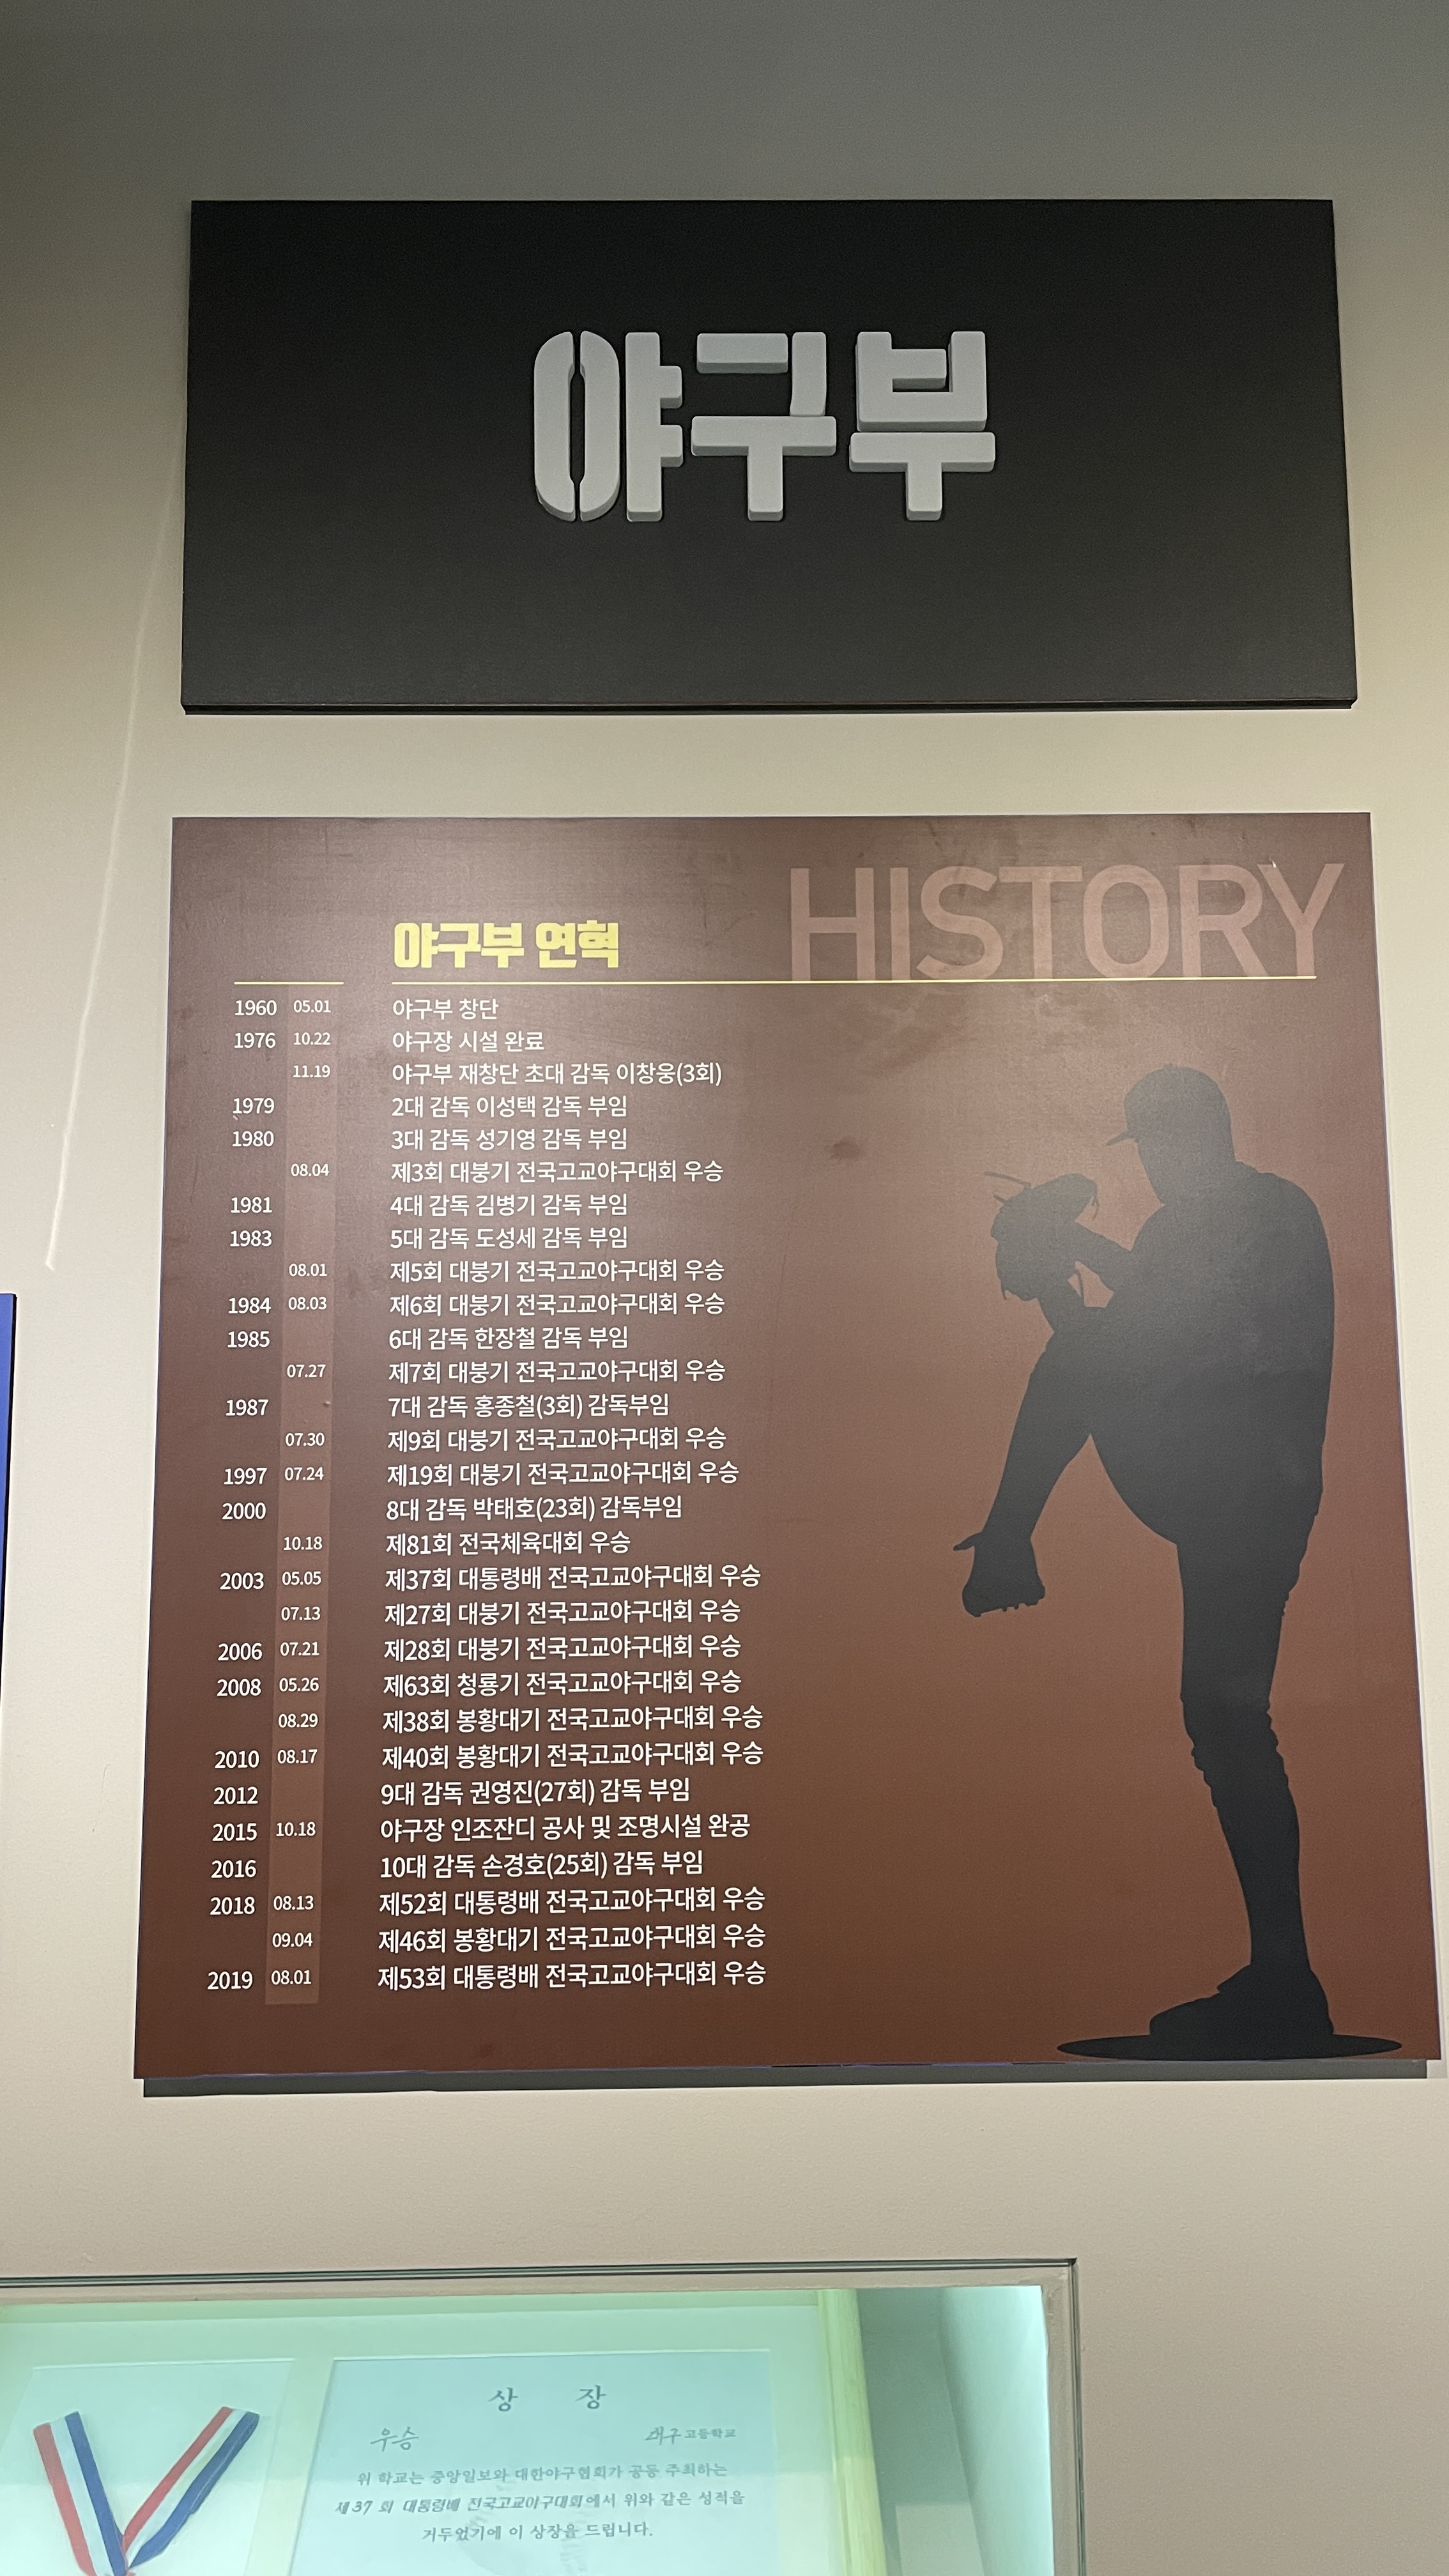 야구부
HISTORY
야구부 연혁
1960 05.01 야구부 창단
1976 10.22 야구장 시설 완료
11.19 야구부 재창단 초대 감독 이창웅(3회)
1979 2대 감독 이성택 감독 부임
1980 3대 감독 성기영 감독 부임
08.04 제3회 대붕기 전국고교야구대회 우승
1981 4대 감독 김병기 감독 부임
1983 5대 감독 도성세 감독 부임
08.01 제5회 대붕기 전국고교야구대회 우승
1984 08.03 제6회 대붕기 전국고교야구대회 우승
1985 6대 감독 한장철 감독 부임
07.27 제7회 대붕기 전국고교야구대회 우승
1987 7대 감독 홍종철(3회) 감독부임
07.30 제9회 대붕기 전국고교야구대회 우승
1997 07.24 제19회 대붕기 전국고교야구대회 우승
2000 8대 감독 박태호(23회) 감독부임
10.18 제81회 전국체육대회 우승
2003 05.05 제37회 대통령배 전국고교야구대회 우승
07.13 제27회 대붕기 전국고교야구대회 우승
2006 07.21 제28회 대붕기 전국고교야구대회 우승
2008 05.26 제63회 청룡기 전국고교야구대회 우승
08.29 제38회 봉황대기 전국고교야구대회 우승
2010 08.17 제40회 봉황대기 전국고교야구대회 우승
2012 9대 감독 권영진(27회) 감독 부임
2015 10.18 야구장 인조잔디 공사 및 조명시설 완공
2016 10대 감독 손경호(25회) 감독 부임
2018 08.13 제52회 대통령배 전국고교야구대회 우승
09.04 제46회 봉황대기 전국고교야구대회 우승
2019 08.01 제53회 대통령배 전국고교야구대회 우승
상 장
우승 대구고등학교
위 학교는 중앙일보와 대한야구협회가 공동 주최하는
제37회 대통령배 전국고교야구대회에서 위와 같은 성적을
거두었기에 이 상장을 드립니다.